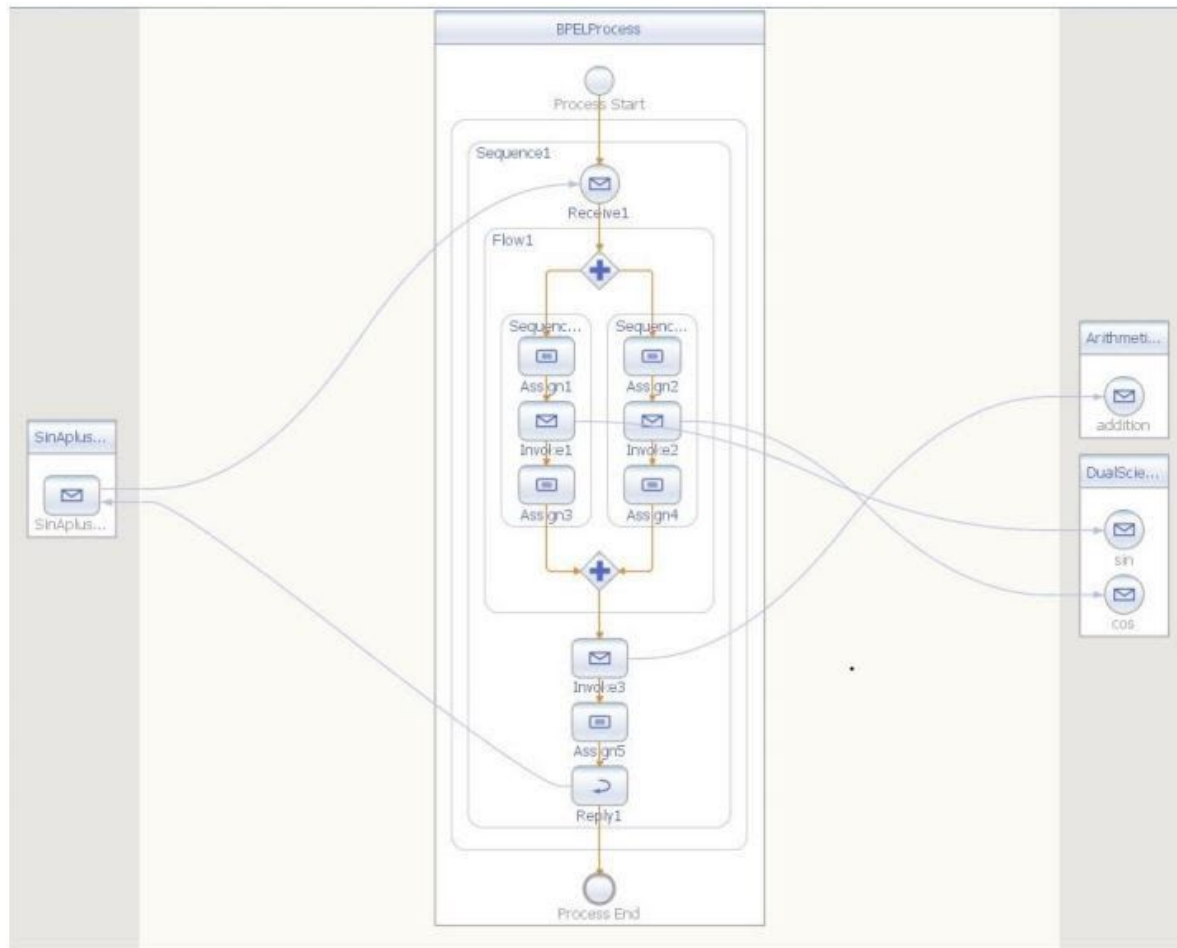 BPELProcess
Process Start
Sequence1
Receive1
Flow1
Sequenc... Sequenc...
Assign1 Assign2
Invoke1 Invoke2
Assign3 Assign4
SinAplus...
SinAplus...
Arithmeti...
addition
DualScie...
sin
cos
Invoke3
Assign5
Reply1
Process End